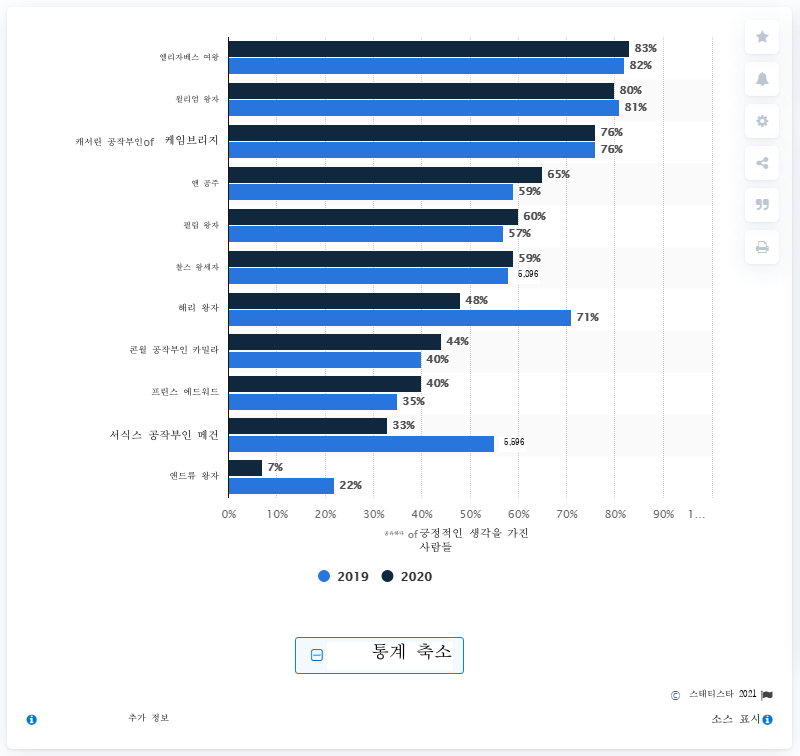 엘리자베스 여왕
83%
82%
윌리엄 왕자
80%
81%
캐서린 공작부인of 케임브리지
76%
76%
앤 공주
65%
59%
필립 왕자
60%
57%
찰스 왕세자
59%
5,896
해리 왕자
48%
71%
콘월 공작부인 카밀라
44%
40%
프린스 에드워드
40%
35%
서식스 공작부인 메건
33%
5,596
앤드류 왕자
7%
22%
0% 10% 20% 30% 40% 50% 60% 70% 80% 90% 1...
of긍정적인 생각을 가진
사람들
2019 2020
통계 축소
© 스태티스타 2021
추가 정보
소스 표시